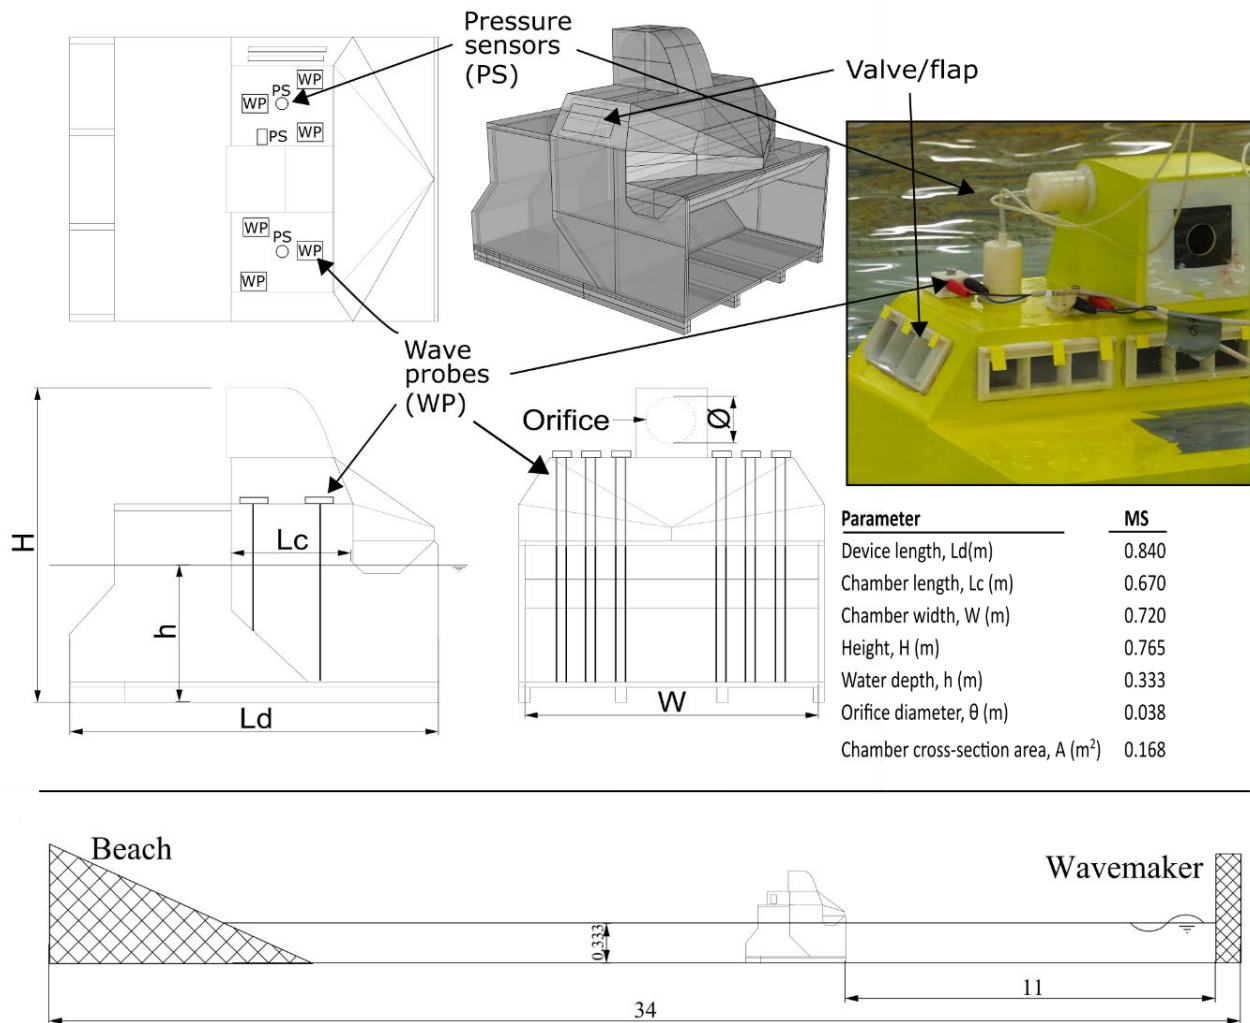 Pressure
sensors
(PS)
Valve/flap
WP
PS
WP
PS
WP
WP
PS
WP
WP
Wave
probes
(WP)
Orifice
Ø
H
Lc
h
Ld
W
Parameter MS
Device length, Ld(m) 0.840
Chamber length, Lc (m) 0.670
Chamber width, W (m) 0.720
Height, H (m) 0.765
Water depth, h (m) 0.333
Orifice diameter, θ (m) 0.038
Chamber cross-section area, A (m²) 0.168
Beach
Wavemaker
0.333
11
34